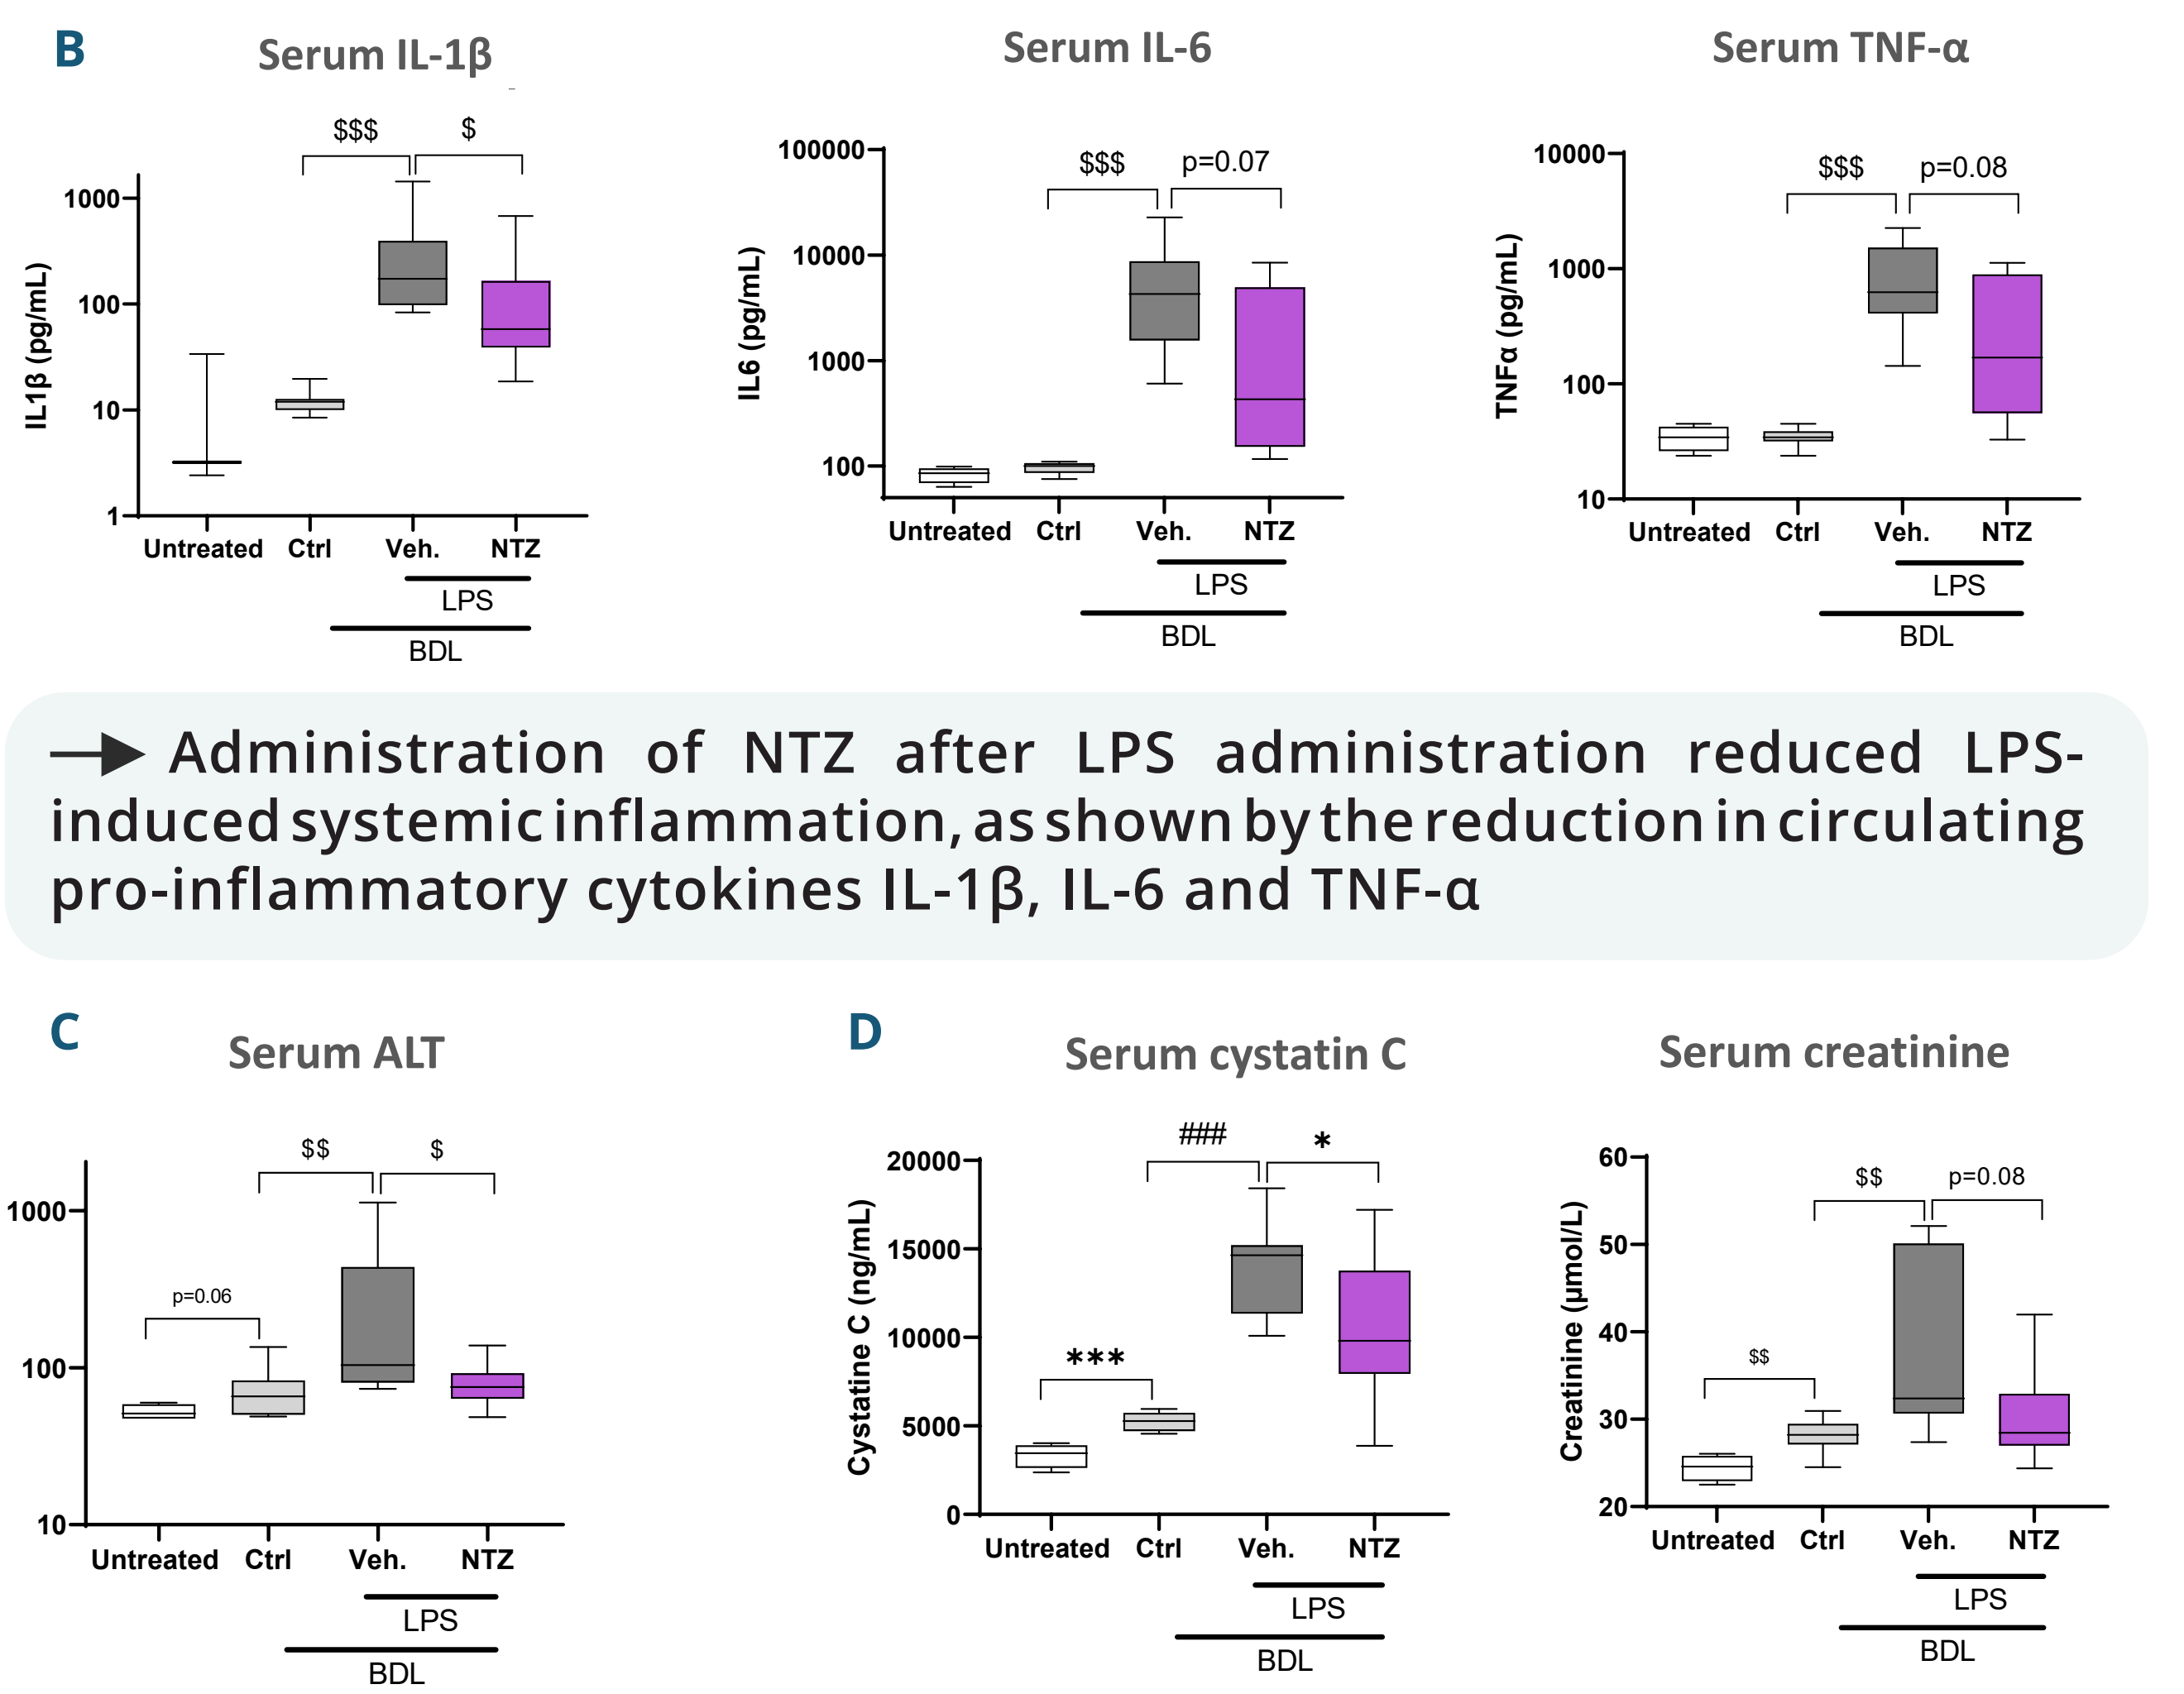 B
Serum IL-1β
Serum IL-6
Serum TNF-α
$$$
$
IL1β (pg/mL)
1000
100
10
1
Untreated Ctrl Veh. NTZ
LPS
BDL
$$$
p=0.07
IL6 (pg/mL)
100000
10000
1000
100
Untreated Ctrl Veh. NTZ
LPS
BDL
$$$
p=0.08
TNFα (pg/mL)
10000
1000
100
10
Untreated Ctrl Veh. NTZ
LPS
BDL
Administration of NTZ after LPS administration reduced LPS-
induced systemic inflammation, as shown by the reduction in circulating
pro-inflammatory cytokines IL-1β, IL-6 and TNF-α
C
Serum ALT
$$
$
p=0.06
1000
100
10
Untreated Ctrl Veh. NTZ
LPS
BDL
D
Serum cystatin C
###
*
***
Cystatine C (ng/mL)
20000
15000
10000
5000
0
Untreated Ctrl Veh. NTZ
LPS
BDL
Serum creatinine
$$
p=0.08
$$
Creatinine (µmol/L)
60
50
40
30
20
Untreated Ctrl Veh. NTZ
LPS
BDL